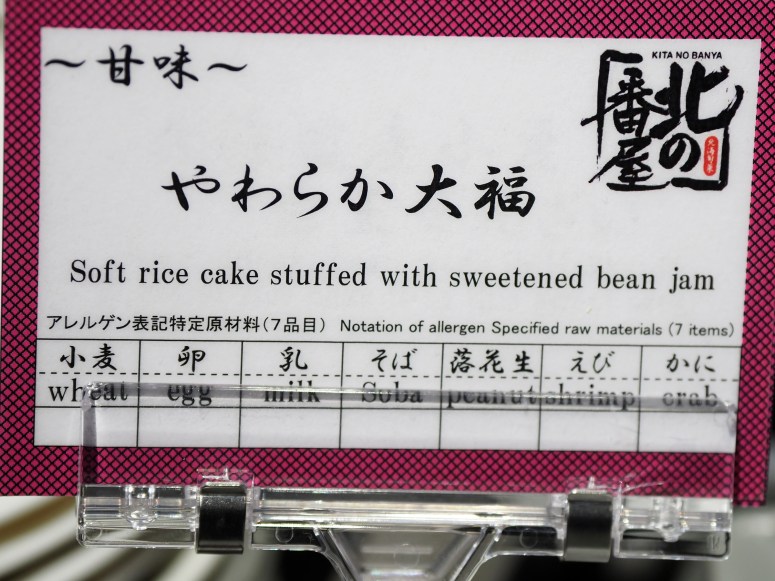 ～甘味～
KITA NO BANYA
北の
番屋
やわらか大福
Soft rice cake stuffed with sweetened bean jam
アレルゲン表記特定原材料(7品目) Notation of allergen Specified raw materials (7 items)
小麦 卵 乳 そば 落花生 えび かに
wheat egg milk Soba peanut shrimp crab